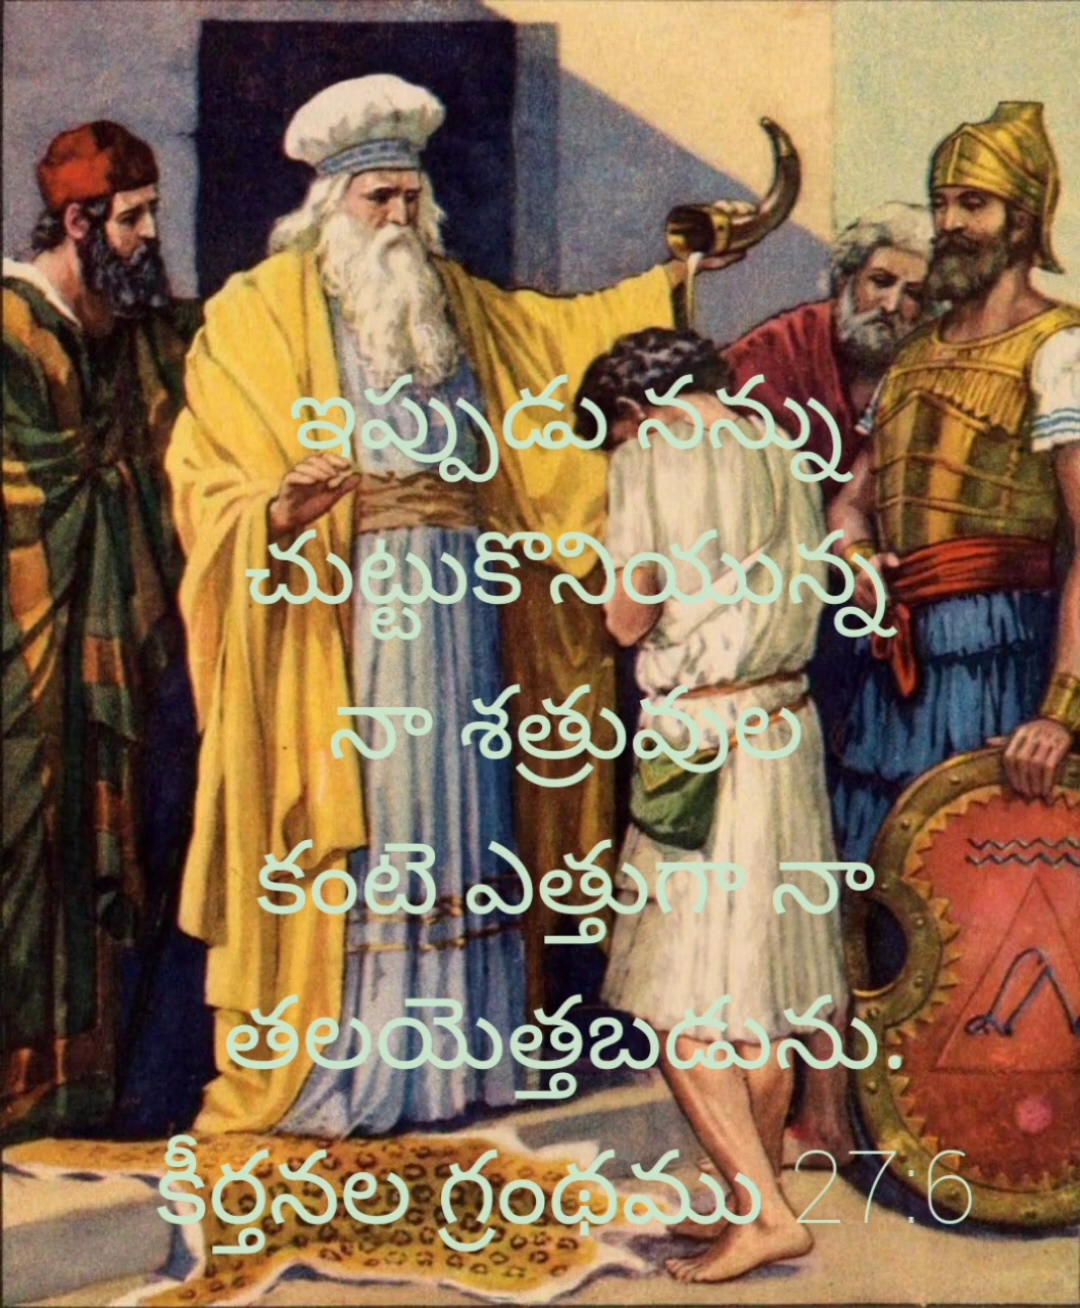 ఇప్పుడు నన్ను
చుట్టుకొనియున్న
నా శత్రువుల
కంటె ఎత్తుగా నా
తలయెత్తబడును.
కీర్తనల గ్రంథము 27:6